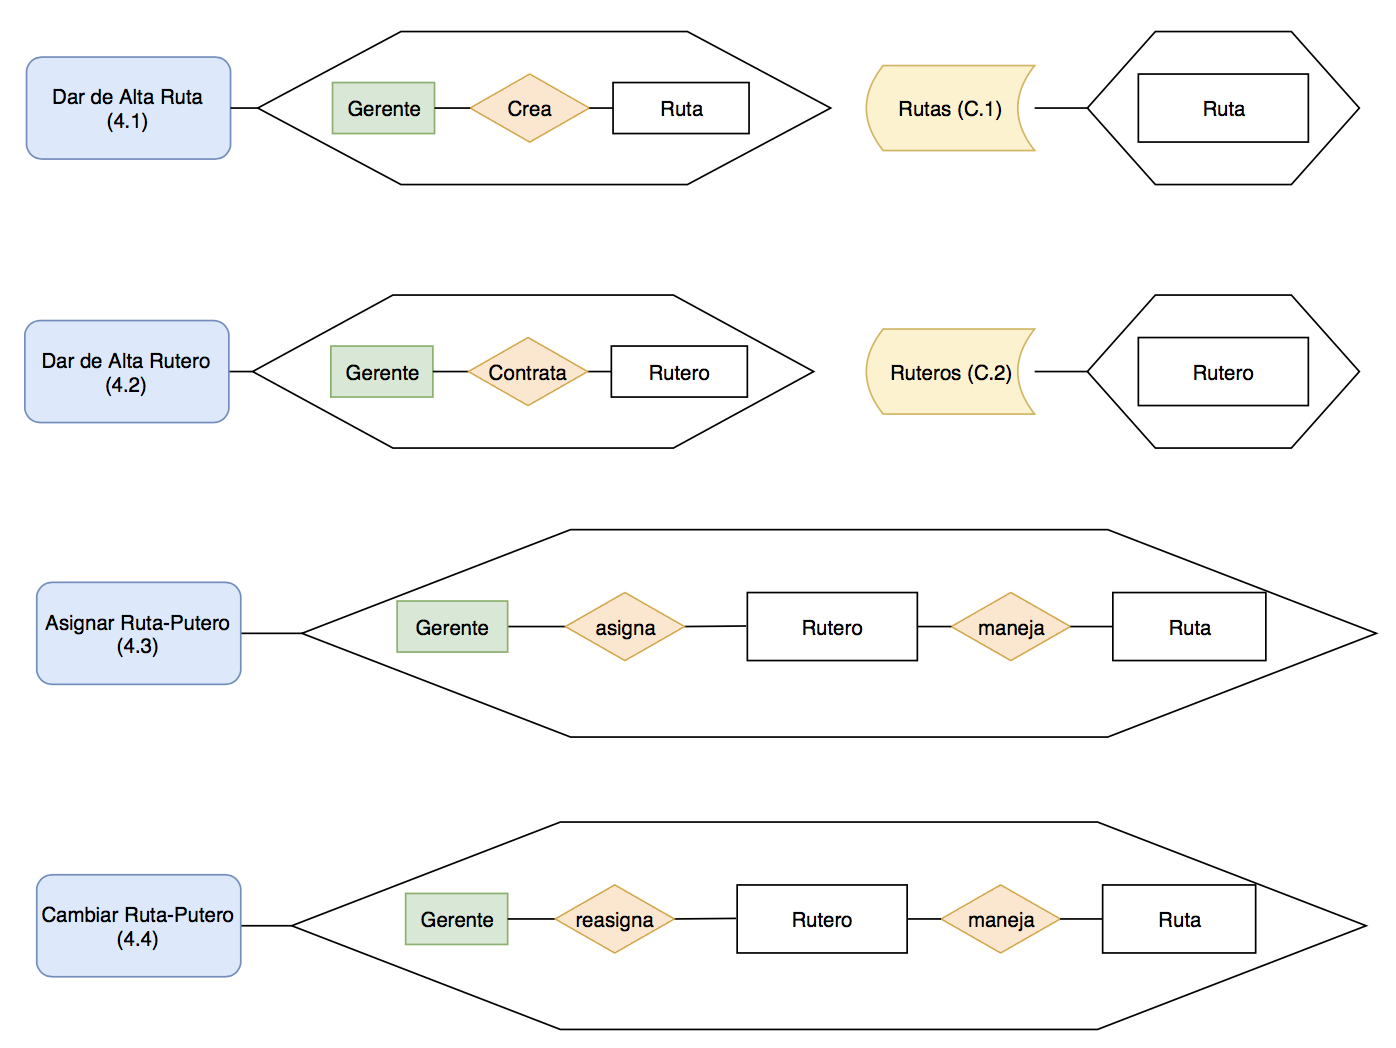 Dar de Alta Ruta
(4.1)
Gerente
Crea
Ruta
Rutas (C.1)
Ruta
Dar de Alta Rutero
(4.2)
Gerente
Contrata
Rutero
Ruteros (C.2)
Rutero
Asignar Ruta-Putero
(4.3)
Gerente
asigna
Rutero
maneja
Ruta
Cambiar Ruta-Putero
(4.4)
Gerente
reasigna
Rutero
maneja
Ruta